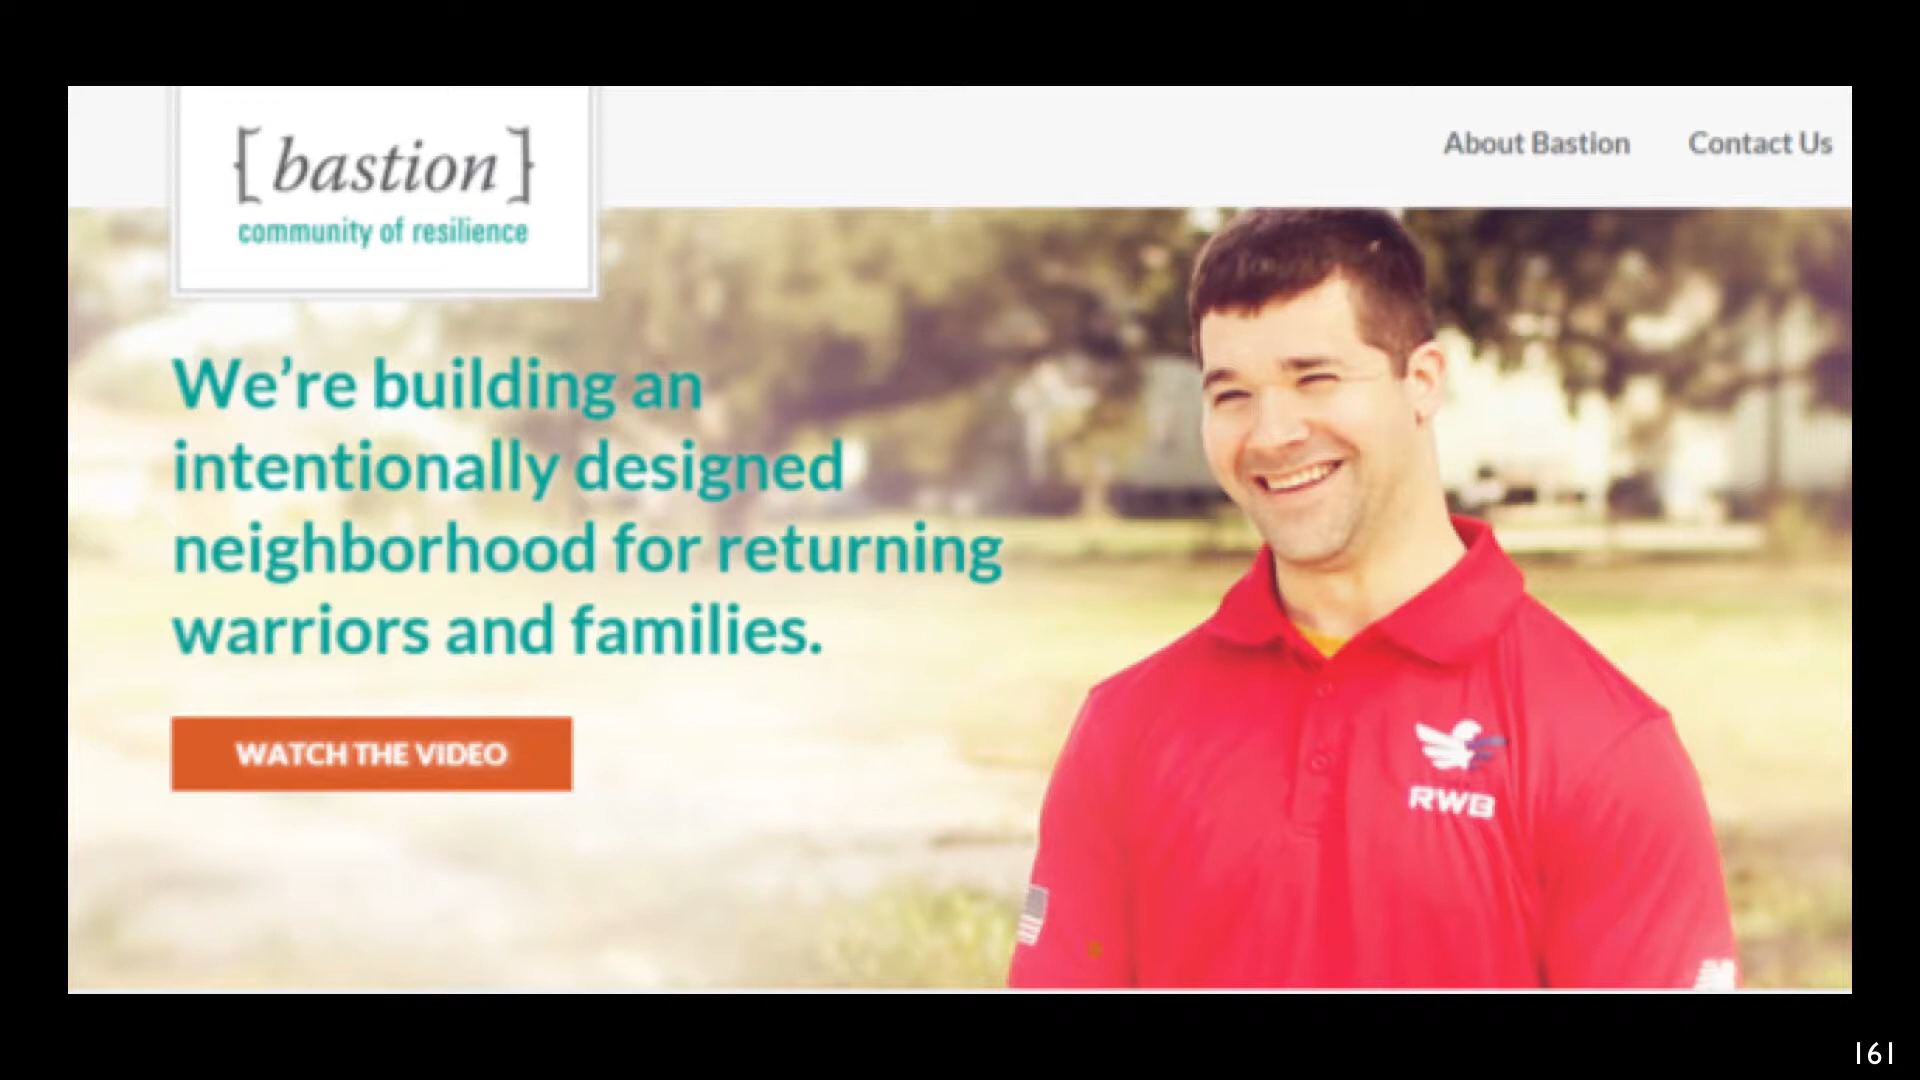 [ bastion ]
community of resilience
About Bastion
Contact Us
We’re building an
intentionally designed
neighborhood for returning
warriors and families.
WATCH THE VIDEO
RWB
161